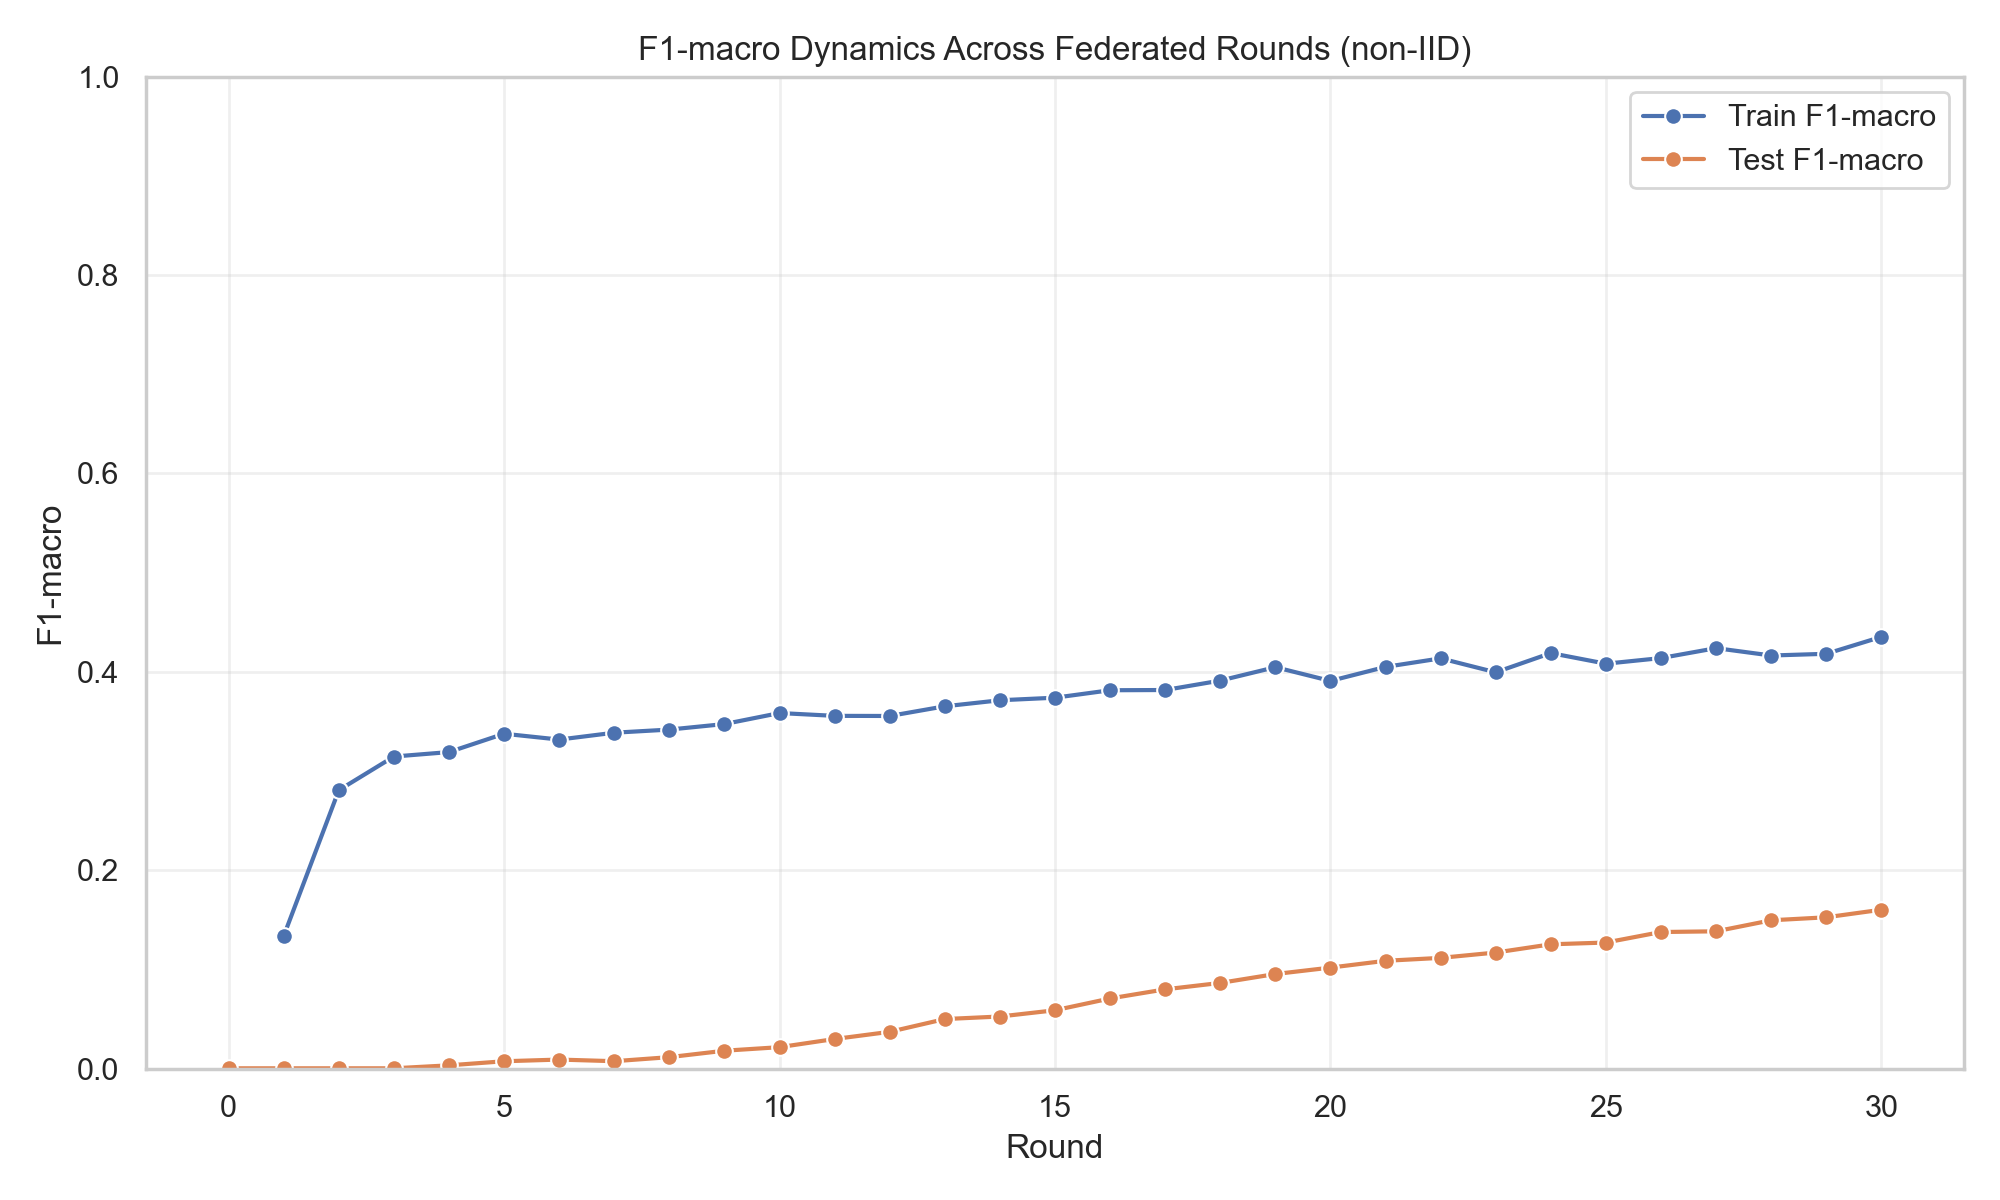 F1-macro Dynamics Across Federated Rounds (non-IID)
1.0
0.8
0.6
0.4
0.2
0.0
F1-macro
Train F1-macro
Test F1-macro
0 5 10 15 20 25 30
Round